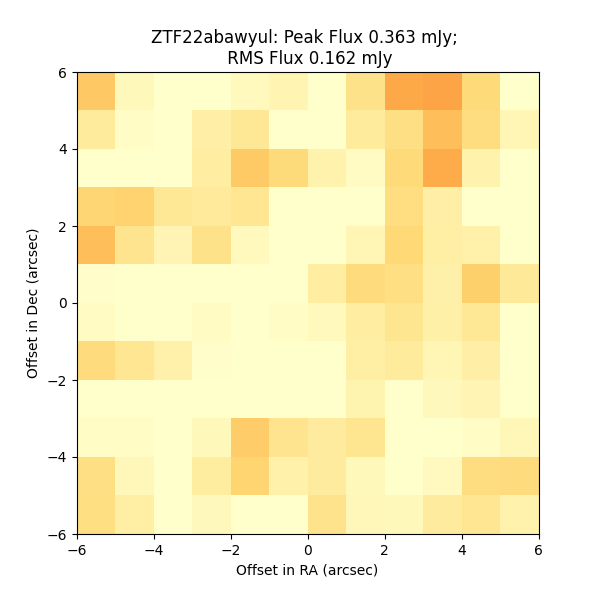 ZTF22abawyul: Peak Flux 0.363 mJy;
RMS Flux 0.162 mJy
6
4
2
0
−2
−4
−6
Offset in Dec (arcsec)
−6 −4 −2 0 2 4 6
Offset in RA (arcsec)